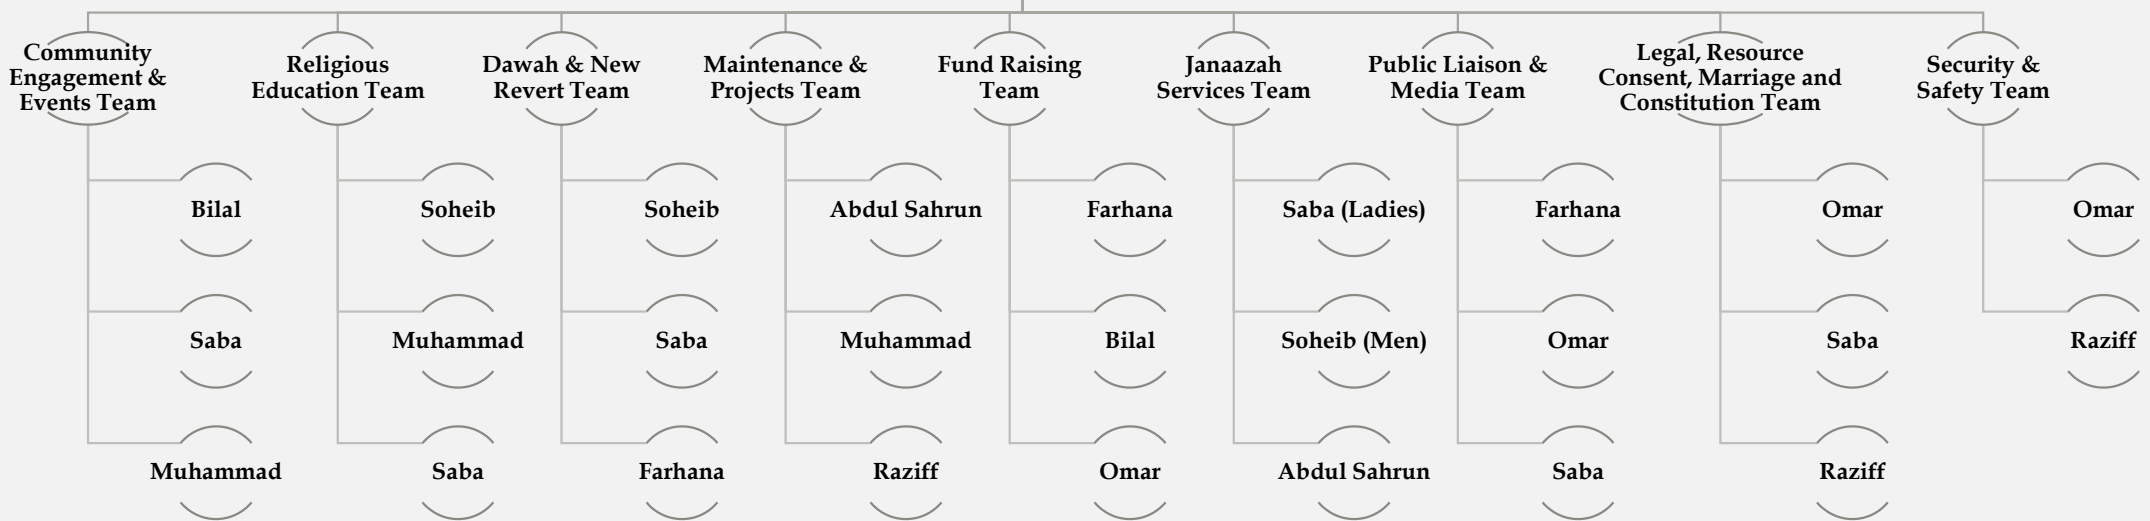 Community
Engagement &
Events Team
Bilal
Saba
Muhammad
Religious
Education Team
Soheib
Muhammad
Saba
Dawah & New
Revert Team
Soheib
Saba
Farhana
Maintenance &
Projects Team
Abdul Sahrun
Muhammad
Raziff
Fund Raising
Team
Farhana
Bilal
Omar
Janaazah
Services Team
Saba (Ladies)
Soheib (Men)
Abdul Sahrun
Public Liaison &
Media Team
Farhana
Omar
Saba
Legal, Resource
Consent, Marriage and
Constitution Team
Omar
Saba
Raziff
Security &
Safety Team
Omar
Raziff